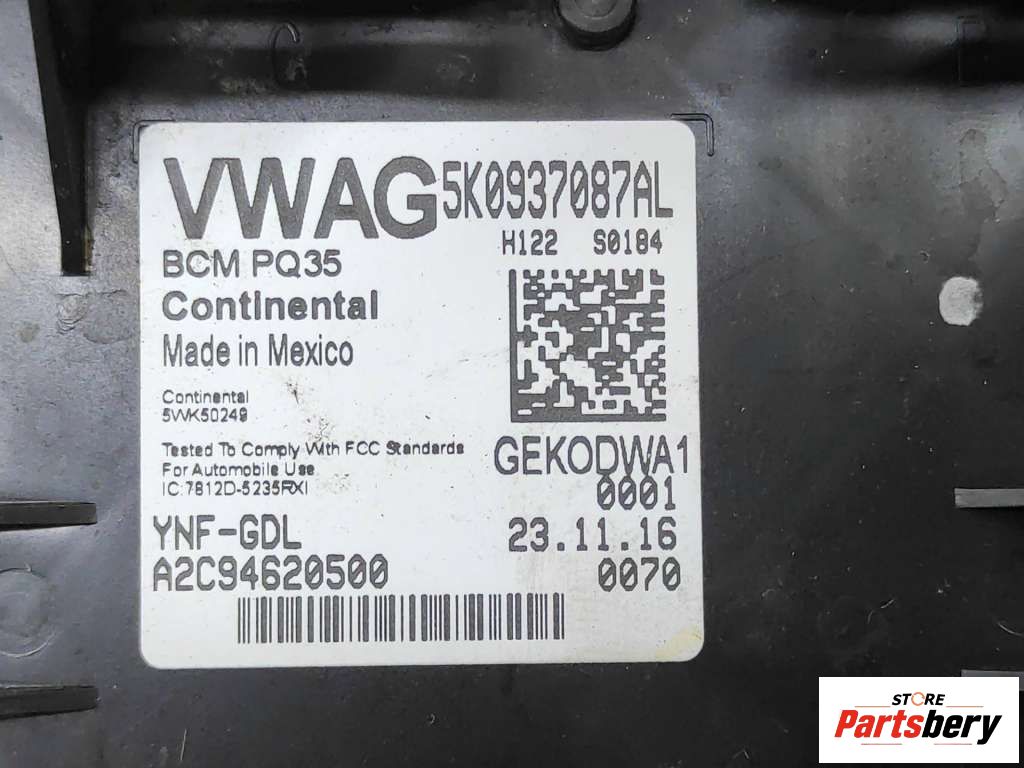 VWAG 5K0937087AL
H122 S0184
BCM PQ35
Continental
Made in Mexico
Continental
5WK50249
Tested To Comply With FCC Standards
For Automobile Use
IC:7812D-5235RXI
GEKODWA1
0001
YNF-GDL
23.11.16
A2C94620500
0070
STORE
Partsbery